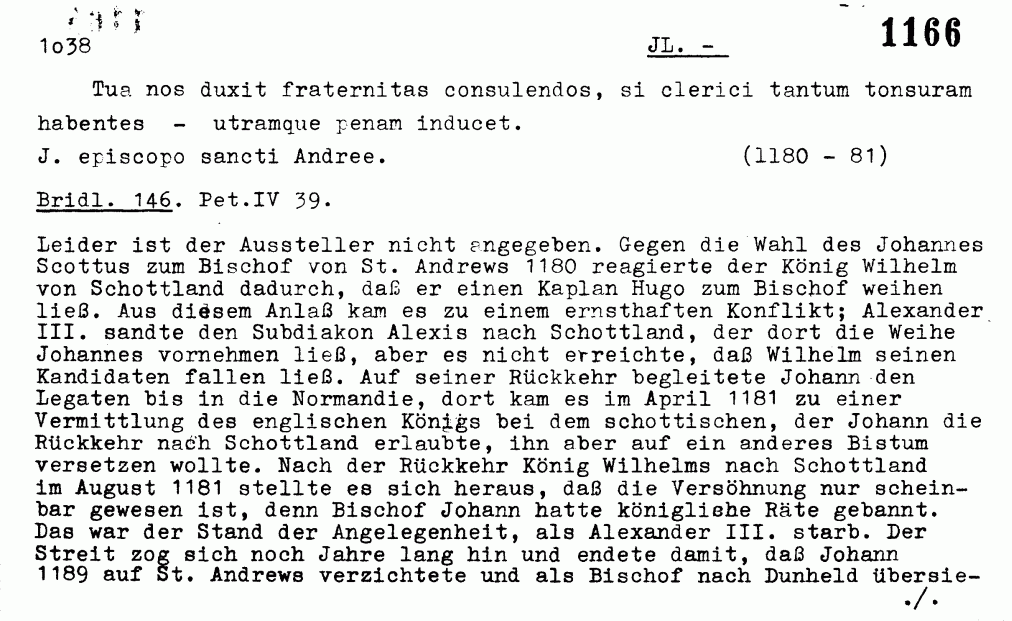 1o38 JL. - 1166
Tua nos duxit fraternitas consulendos, si clerici tantum tonsuram
habentes - utramque penam inducet.
J. episcopo sancti Andree. (1180 - 81)
Bridl. 146. Pet.IV 39.
Leider ist der Aussteller nicht angegeben. Gegen die Wahl des Johannes
Scottus zum Bischof von St. Andrews 1180 reagierte der König Wilhelm
von Schottland dadurch, daß er einen Kaplan Hugo zum Bischof weihen
ließ. Aus diesem Anlaß kam es zu einem ernsthaften Konflikt; Alexander
III. sandte den Subdiakon Alexis nach Schottland, der dort die Weihe
Johannes vornehmen ließ, aber es nicht erreichte, daß Wilhelm seinen
Kandidaten fallen ließ. Auf seiner Rückkehr begleitete Johann den
Legaten bis in die Normandie, dort kam es im April 1181 zu einer
Vermittlung des englischen Königs bei dem schottischen, der Johann die
Rückkehr nach Schottland erlaubte, ihn aber auf ein anderes Bistum
versetzen wollte. Nach der Rückkehr König Wilhelms nach Schottland
im August 1181 stellte es sich heraus, daß die Versöhnung nur schein-
bar gewesen ist, denn Bischof Johann hatte königliche Räte gebannt.
Das war der Stand der Angelegenheit, als Alexander III. starb. Der
Streit zog sich noch Jahre lang hin und endete damit, daß Johann
1189 auf St. Andrews verzichtete und als Bischof nach Dunheld übersie-
./.